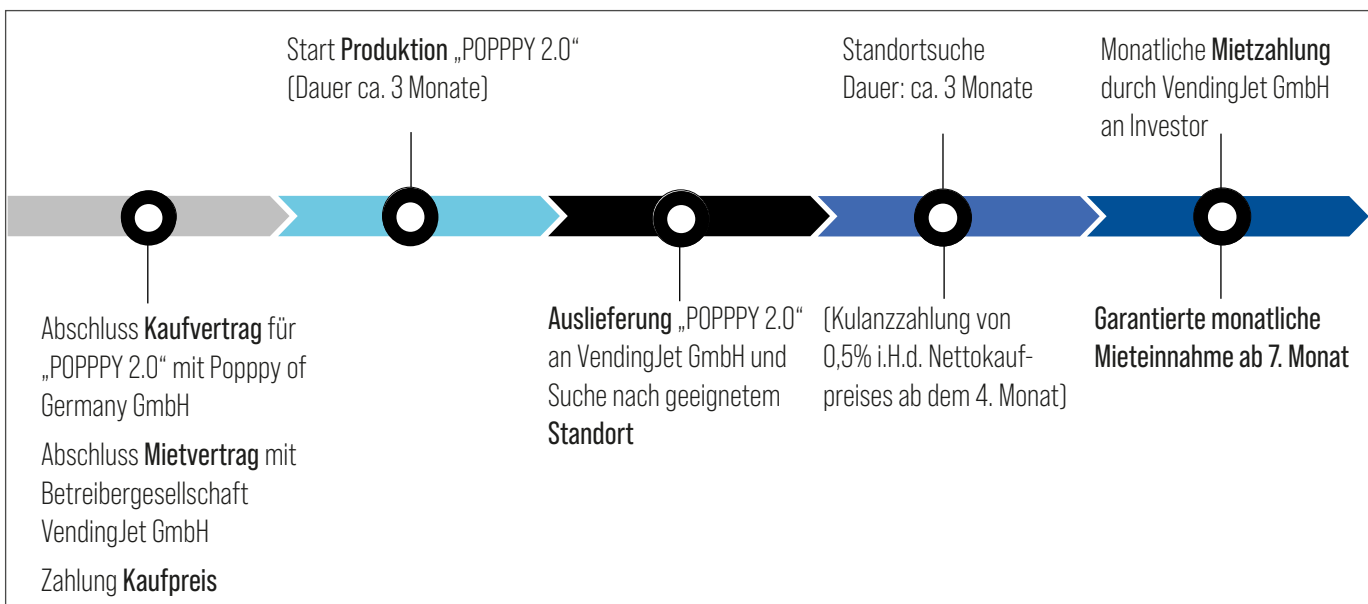 Start Produktion „POPPPY 2.0“
(Dauer ca. 3 Monate)
Standortsuche
Dauer: ca. 3 Monate
Monatliche Mietzahlung
durch VendingJet GmbH
an Investor
Abschluss Kaufvertrag für
„POPPPY 2.0“ mit Popppy of
Germany GmbH
Abschluss Mietvertrag mit
Betreibergesellschaft
VendingJet GmbH
Zahlung Kaufpreis
Auslieferung „POPPPY 2.0“
an VendingJet GmbH und
Suche nach geeignetem
Standort
(Kulanzzahlung von
0,5% i.H.d. Nettokauf-
preises ab dem 4. Monat)
Garantierte monatliche
Mieteinnahme ab 7. Monat